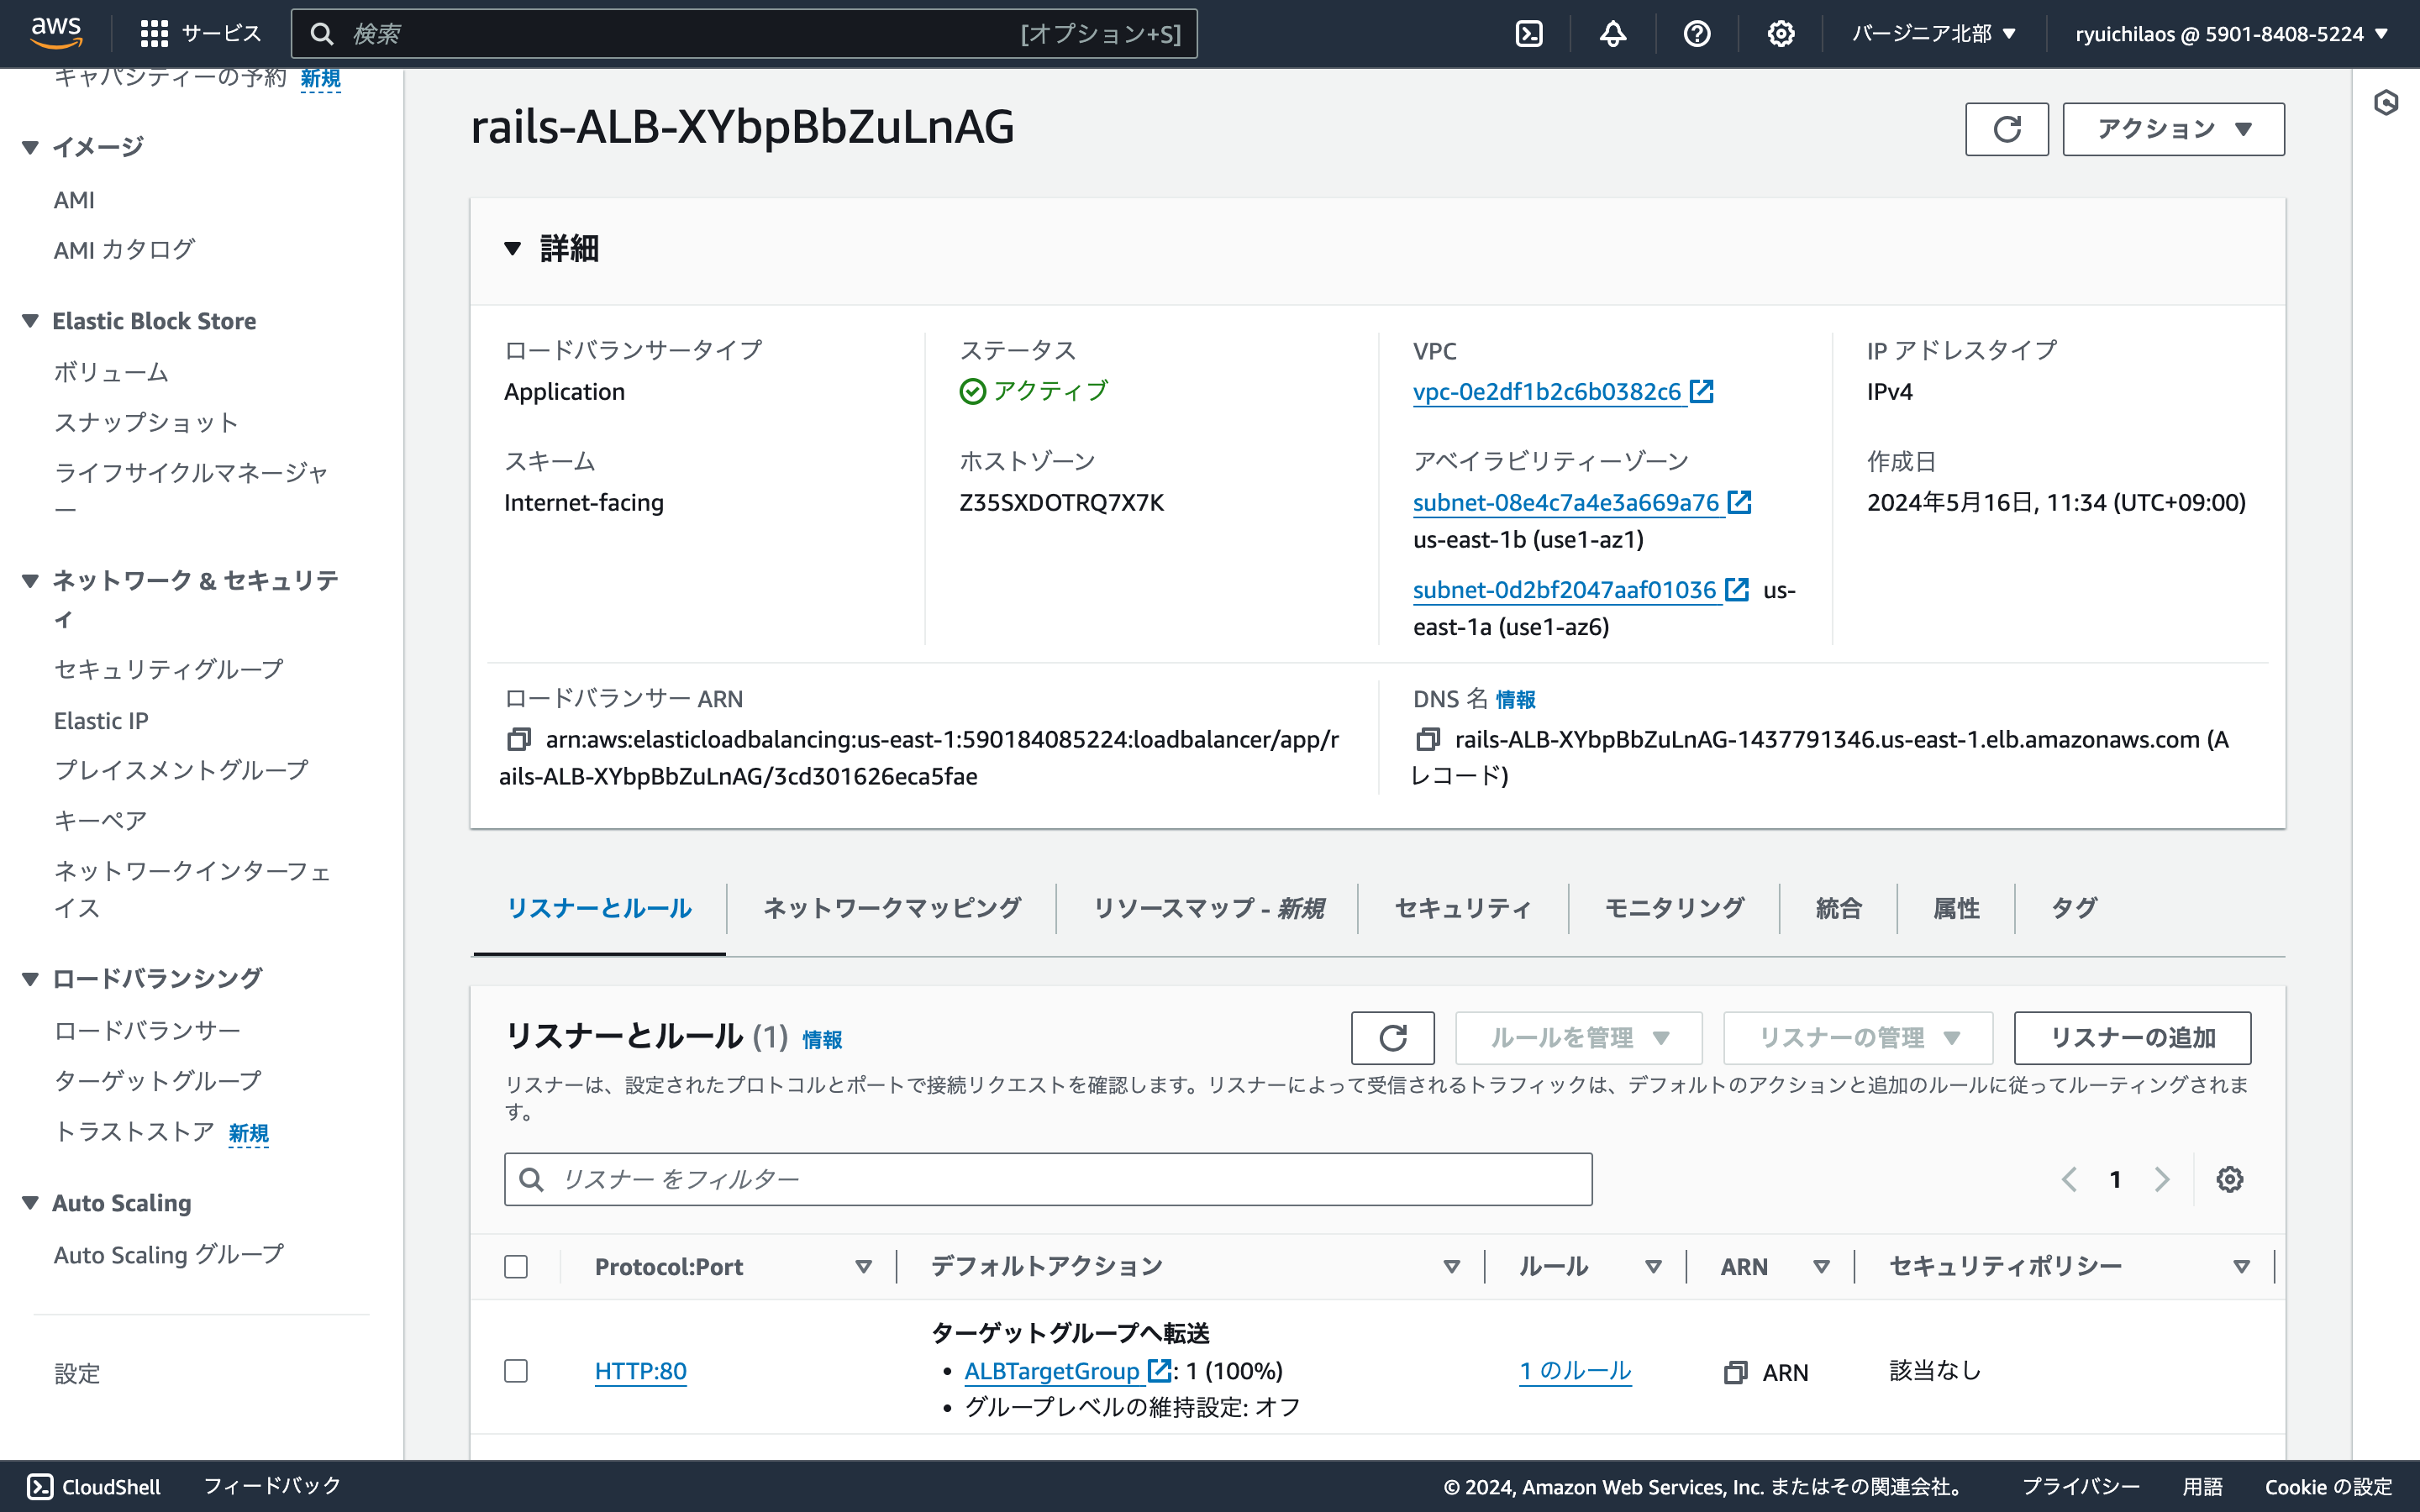 aws
サービス
検索
[オプション+S]
バージニア北部 ▼
ryuichilaos @ 5901-8408-5224 ▼
キャパシティーの予約 新規
▼ イメージ
AMI
AMI カタログ
▼ Elastic Block Store
ボリューム
スナップショット
ライフサイクルマネージャ
ー
▼ ネットワーク & セキュリテ
ィ
セキュリティグループ
Elastic IP
プレイスメントグループ
キーペア
ネットワークインターフェ
イス
▼ ロードバランシング
ロードバランサー
ターゲットグループ
トラストストア 新規
▼ Auto Scaling
Auto Scaling グループ
設定
rails-ALB-XYbpBbZuLnAG
アクション ▼
▼ 詳細
ロードバランサータイプ
Application
ステータス
アクティブ
VPC
vpc-0e2df1b2c6b0382c6
IP アドレスタイプ
IPv4
スキーム
Internet-facing
ホストゾーン
Z35SXDOTRQ7X7K
アベイラビリティーゾーン
subnet-08e4c7a4e3a669a76
us-east-1b (use1-az1)
subnet-0d2bf2047aaf01036 us-
east-1a (use1-az6)
作成日
2024年5月16日, 11:34 (UTC+09:00)
ロードバランサー ARN
arn:aws:elasticloadbalancing:us-east-1:590184085224:loadbalancer/app/r
ails-ALB-XYbpBbZuLnAG/3cd301626eca5fae
DNS 名 情報
rails-ALB-XYbpBbZuLnAG-1437791346.us-east-1.elb.amazonaws.com (A
レコード)
リスナーとルール
ネットワークマッピング
リソースマップ - 新規
セキュリティ
モニタリング
統合
属性
タグ
リスナーとルール (1) 情報
ルールを管理 ▼
リスナーの管理 ▼
リスナーの追加
リスナーは、設定されたプロトコルとポートで接続リクエストを確認します。リスナーによって受信されるトラフィックは、デフォルトのアクションと追加のルールに従ってルーティングされま
す。
リスナー をフィルター
1
Protocol:Port
デフォルトアクション
ルール
ARN
セキュリティポリシー
HTTP:80
ターゲットグループへ転送
• ALBTargetGroup : 1 (100%)
• グループレベルの維持設定: オフ
1 のルール
ARN
該当なし
CloudShell
フィードバック
© 2024, Amazon Web Services, Inc. またはその関連会社。
プライバシー
用語
Cookie の設定